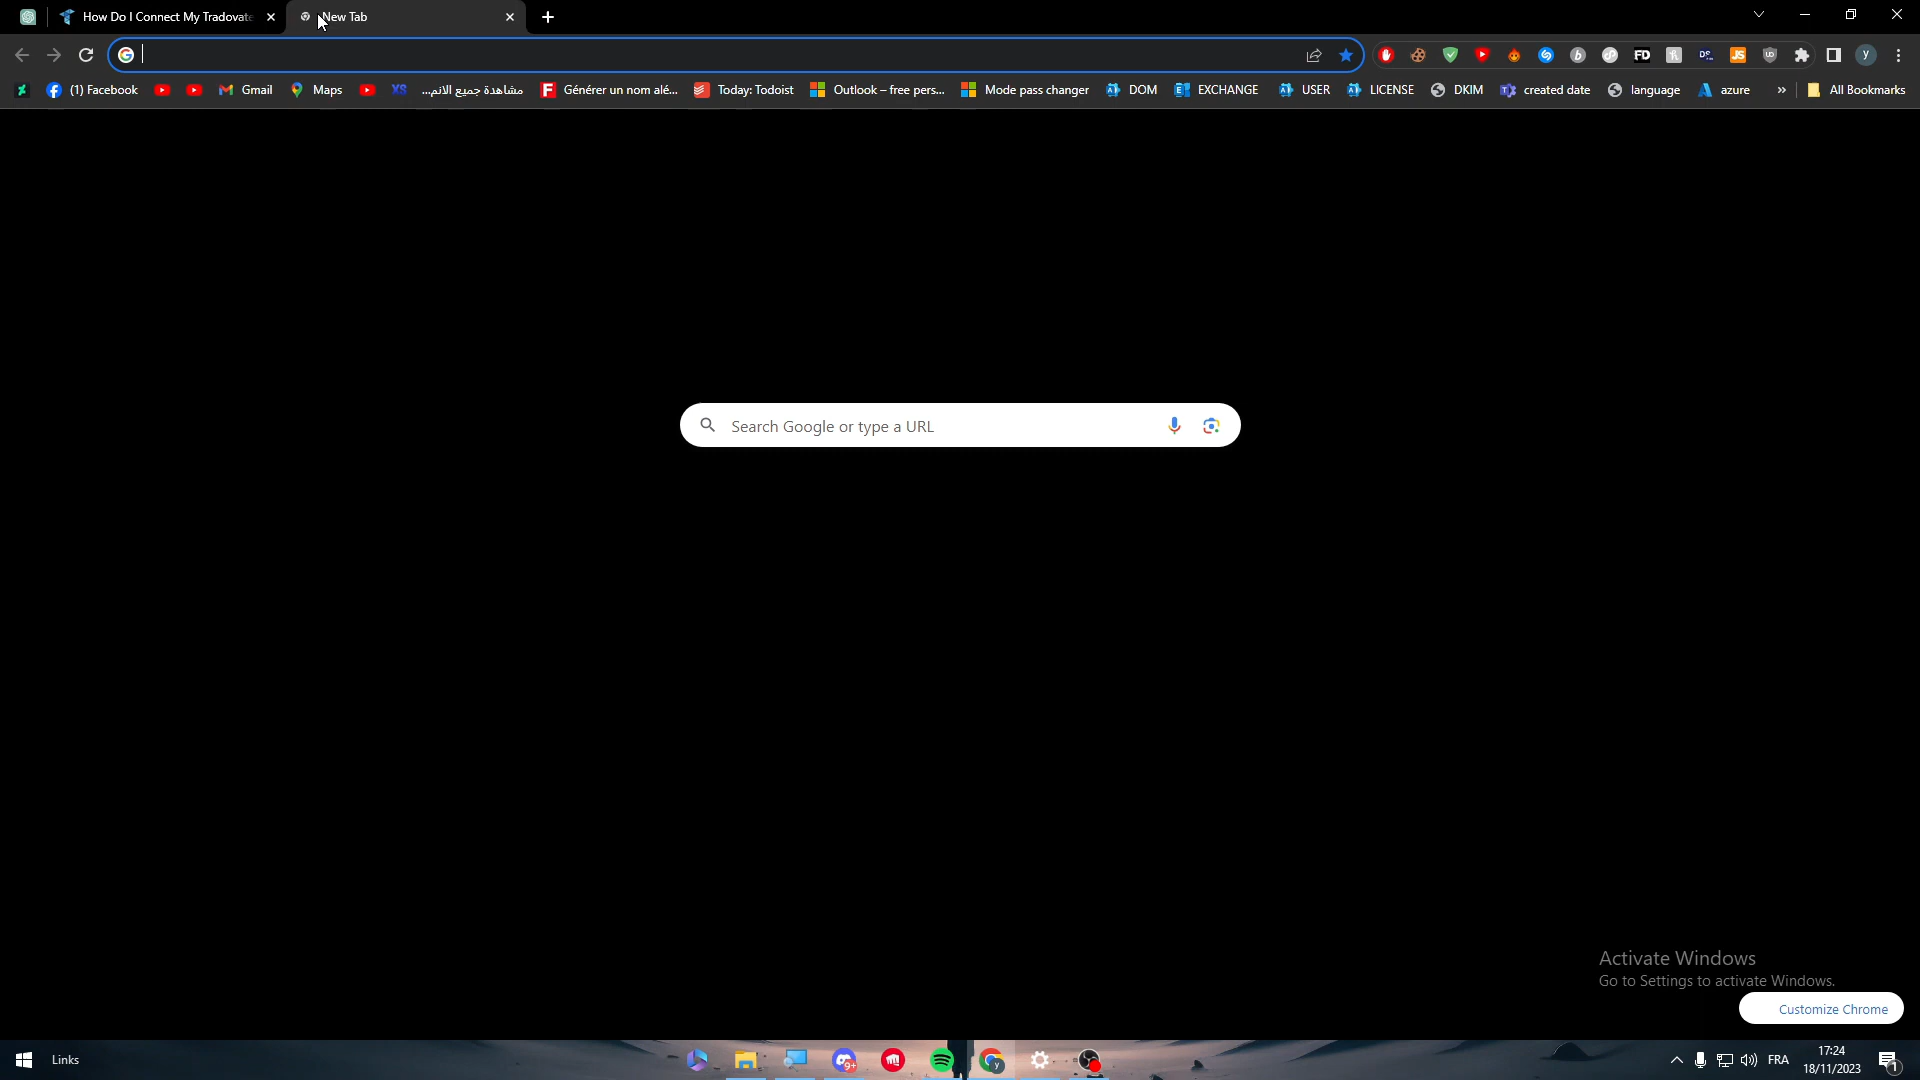 How Do I Connect My Tradovate
New Tab
(1) Facebook
Gmail
Maps
XS
مشاهدة جميع الانم...
Générer un nom alé...
Today: Todoist
Outlook – free pers...
Mode pass changer
DOM
EXCHANGE
USER
LICENSE
DKIM
created date
language
azure
All Bookmarks
Search Google or type a URL
Activate Windows
Go to Settings to activate Windows.
Customize Chrome
Links
FRA
17:24
18/11/2023